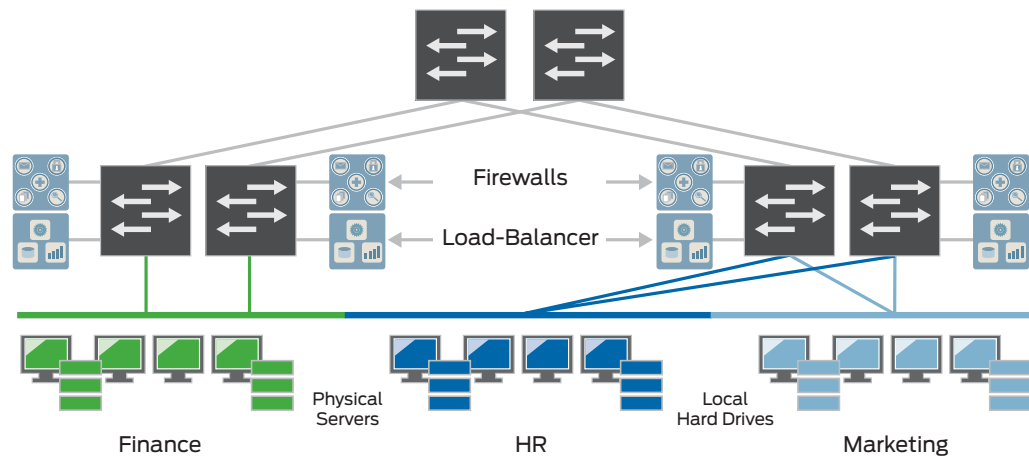 Firewalls
Load-Balancer
Physical
Servers
Local
Hard Drives
Finance
HR
Marketing